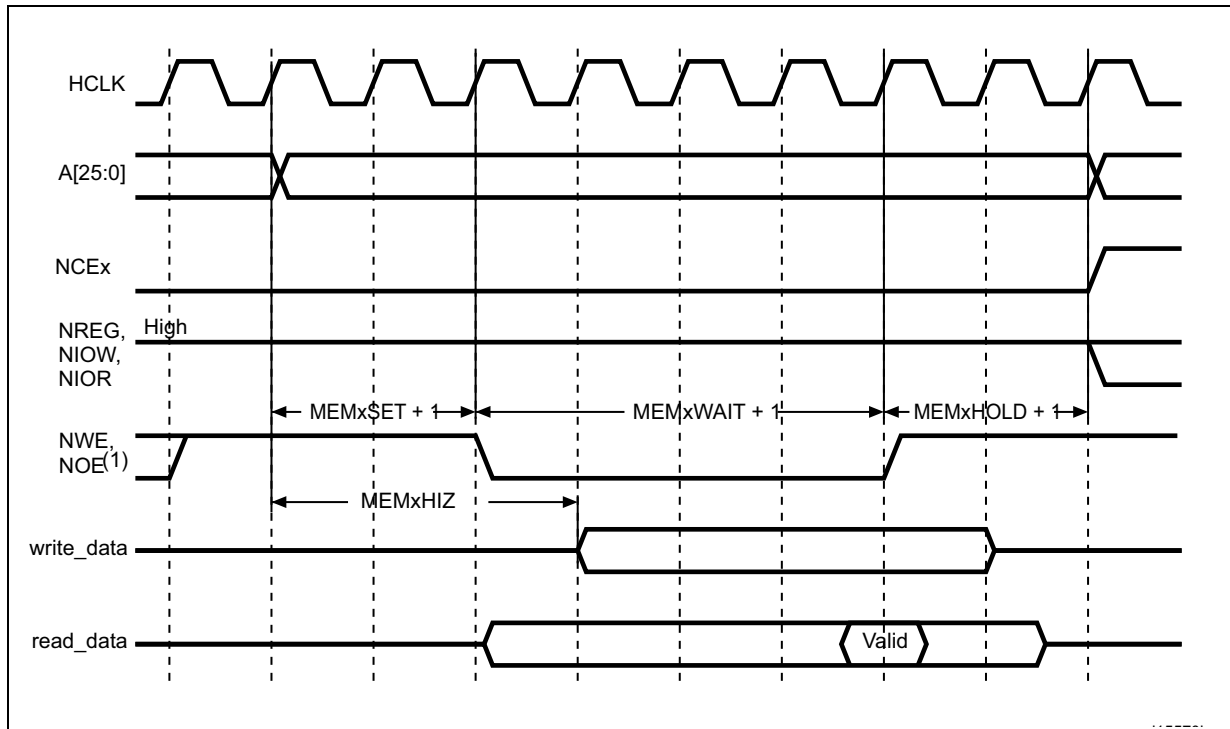 HCLK
A[25:0]
NCEx
High
NREG,
NIOW,
NIOR
MEMxSET + 1
MEMxWAIT + 1
MEMxHOLD + 1
NWE,
NOE(1)
MEMxHIZ
write_data
read_data
Valid